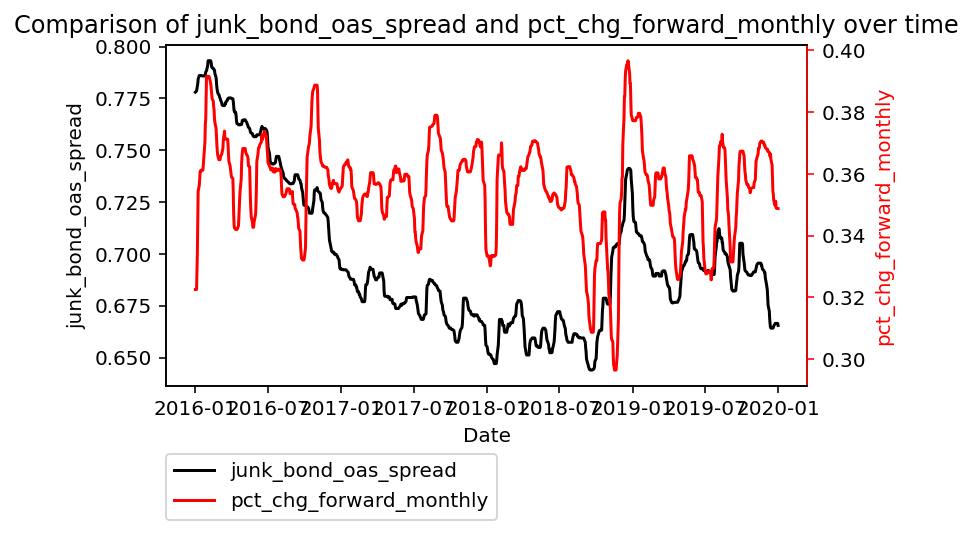 Comparison of junk_bond_oas_spread and pct_chg_forward_monthly over time
0.800
0.775
0.750
0.725
0.700
0.675
0.650
junk_bond_oas_spread
0.40
0.38
0.36
0.34
0.32
0.30
pct_chg_forward_monthly
2016-01 2016-07 2017-01 2017-07 2018-01 2018-07 2019-01 2019-07 2020-01
Date
junk_bond_oas_spread
pct_chg_forward_monthly